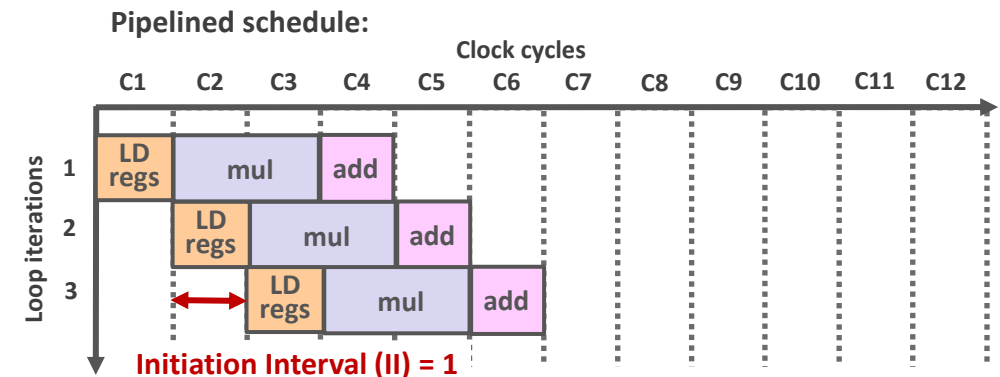 Pipelined schedule:
Clock cycles
C1 C2 C3 C4 C5 C6 C7 C8 C9 C10 C11 C12
Loop iterations
1
LD
regs
mul
add
2
LD
regs
mul
add
3
LD
regs
mul
add
Initiation Interval (II) = 1